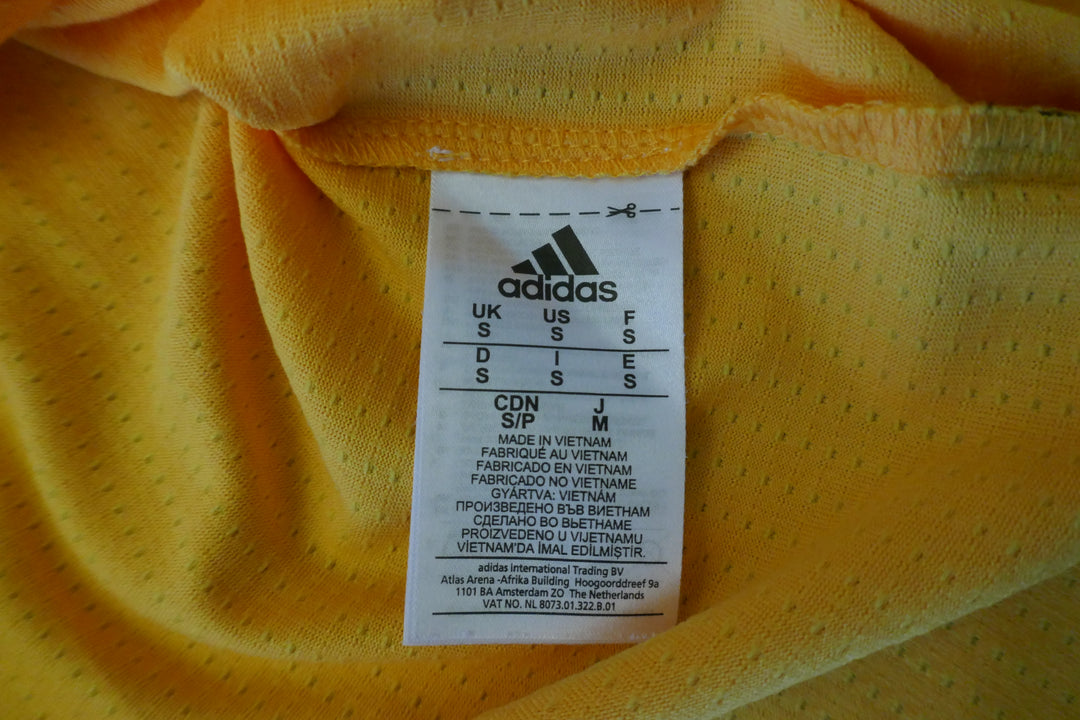 adidas
UK US F
S S S
D I E
S S S
CDN J
S/P M
MADE IN VIETNAM
FABRIQUÉ AU VIETNAM
FABRICADO EN VIETNAM
FABRICADO NO VIETNAME
GYÁRTVA: VIETNÁM
ПРОИЗВЕДЕНО ВЪВ ВИЕТНАМ
СДЕЛАНО ВО ВЬЕТНАМЕ
PROIZVEDENO U VIJETNAMU
VİETNAM'DA İMAL EDİLMİŞTİR.
adidas International Trading BV
Atlas Arena -Afrika Building Hoogoorddreef 9a
1101 BA Amsterdam ZO The Netherlands
VAT NO. NL 8073.01.322.B.01